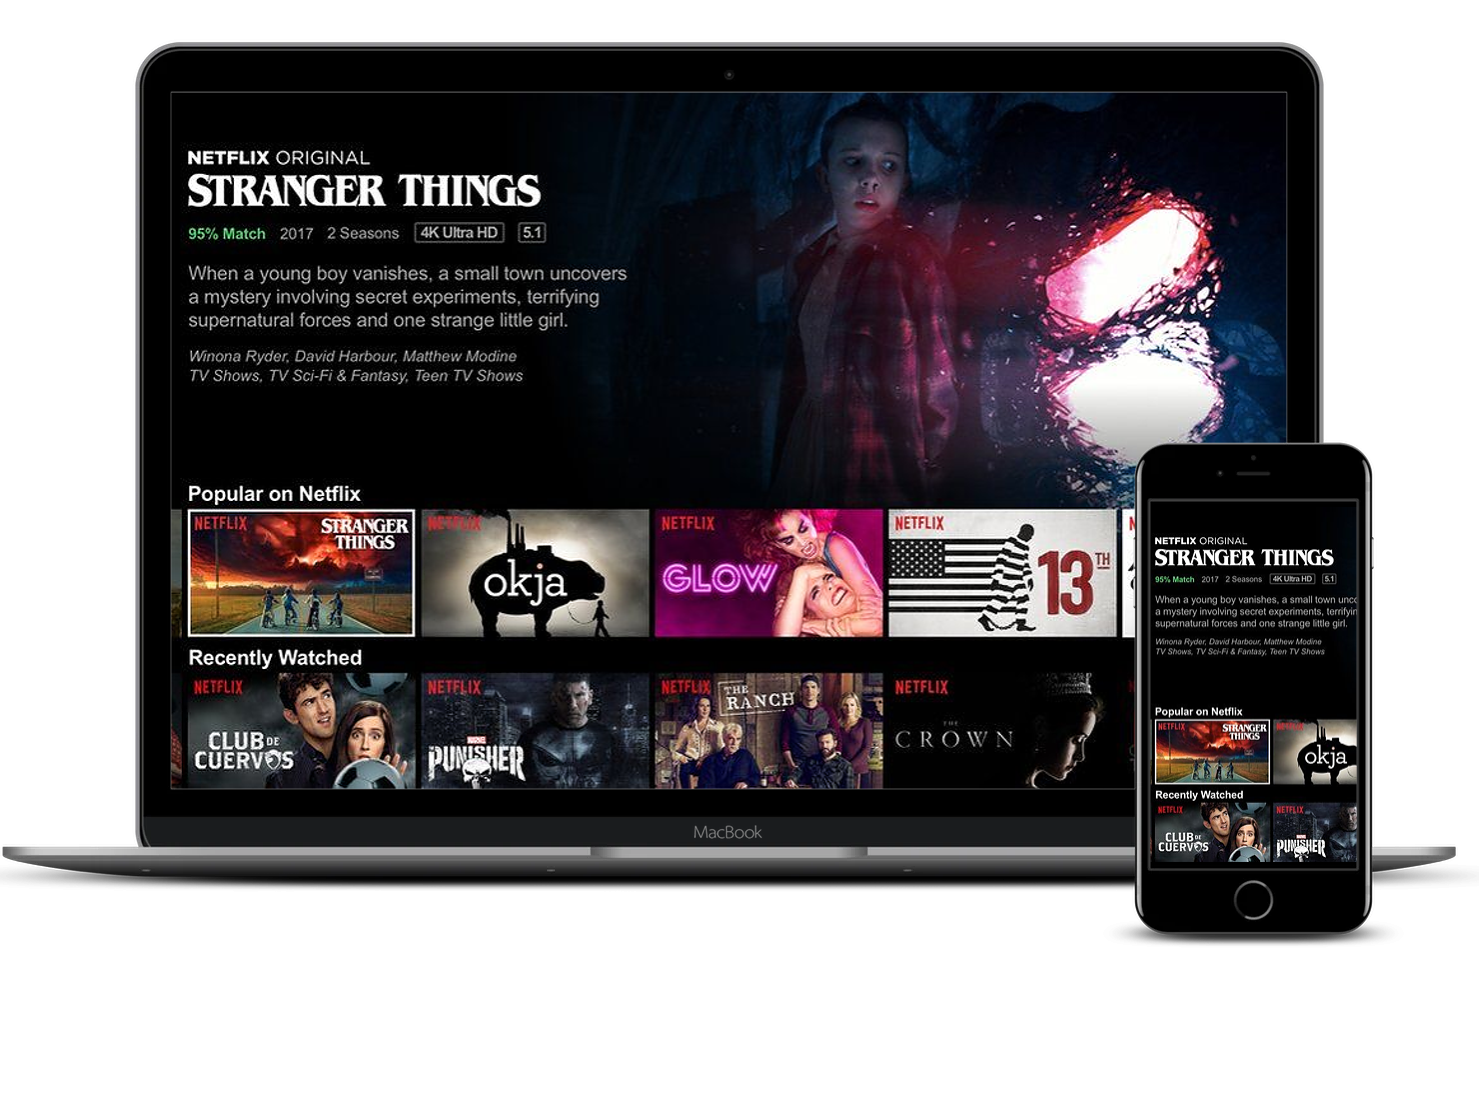 NETFLIX ORIGINAL
STRANGER THINGS
95% Match 2017 2 Seasons 4K Ultra HD 5.1
When a young boy vanishes, a small town uncovers
a mystery involving secret experiments, terrifying
supernatural forces and one strange little girl.
Winona Ryder, David Harbour, Matthew Modine
TV Shows, TV Sci-Fi & Fantasy, Teen TV Shows
Popular on Netflix
NETFLIX
STRANGER
THINGS
NETFLIX
okja
NETFLIX
GLOW
NETFLIX
13TH
Recently Watched
NETFLIX
CLUB DE
CUERVOS
NETFLIX
MARVEL
PUNISHER
NETFLIX
THE
RANCH
NETFLIX
THE
CROWN
MacBook
NETFLIX ORIGINAL
STRANGER THINGS
95% Match 2017 2 Seasons 4K Ultra HD 5.1
When a young boy vanishes, a small town unco
a mystery involving secret experiments, terrifyin
supernatural forces and one strange little girl.
Winona Ryder, David Harbour, Matthew Modine
TV Shows, TV Sci-Fi & Fantasy, Teen TV Shows
Popular on Netflix
NETFLIX
STRANGER
THINGS
NETFLIX
okja
Recently Watched
NETFLIX
CLUB DE
CUERVOS
NETFLIX
MARVEL
PUNISHER